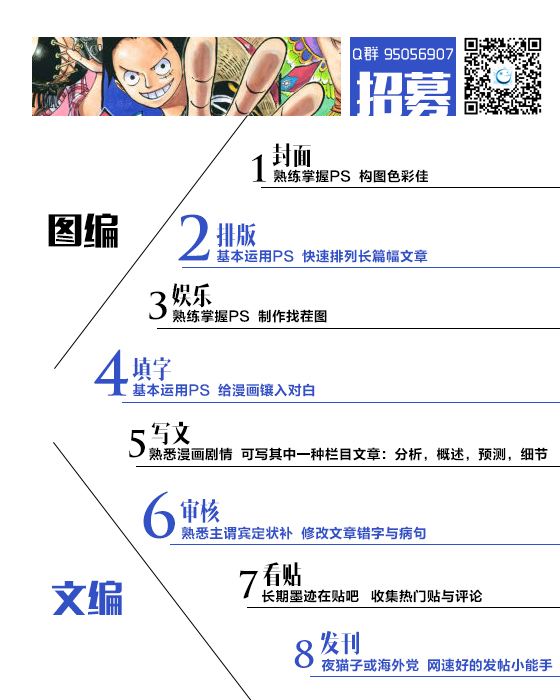 Q群 95056907
招募
图编
1 封面
熟练掌握PS 构图色彩佳
2 排版
基本运用PS 快速排列长篇幅文章
3 娱乐
熟练掌握PS 制作找茬图
4 填字
基本运用PS 给漫画镶入对白
5 写文
熟悉漫画剧情 可写其中一种栏目文章：分析，概述，预测，细节
6 审核
熟悉主谓宾定状补 修改文章错字与病句
文编
7 看贴
长期墨迹在贴吧 收集热门贴与评论
8 发刊
夜猫子或海外党 网速好的发帖小能手